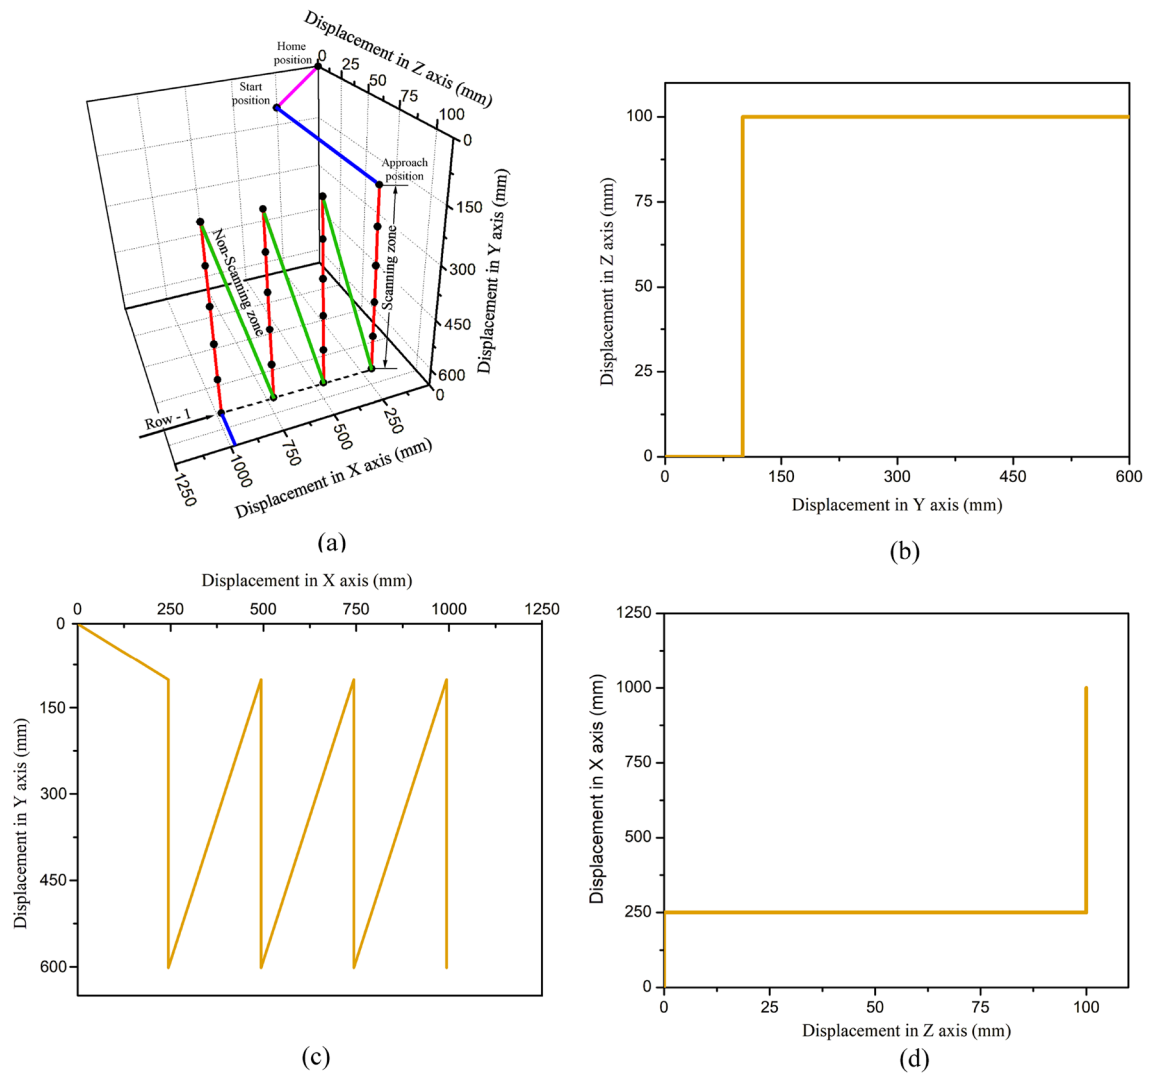 Displacement in Z axis (mm)
0
25
50
75
100
Home
position
Start
position
Approach
position
0
150
300
450
600
Displacement in Y axis (mm)
Scanning zone
Non-Scanning zone
Row - 1
0
250
500
750
1000
1250
Displacement in X axis (mm)
(a)
100
75
50
25
0
Displacement in Z axis (mm)
0
150
300
450
600
Displacement in Y axis (mm)
(b)
Displacement in X axis (mm)
0
250
500
750
1000
1250
0
150
300
450
600
Displacement in Y axis (mm)
(c)
1250
1000
750
500
250
0
Displacement in X axis (mm)
0
25
50
75
100
Displacement in Z axis (mm)
(d)